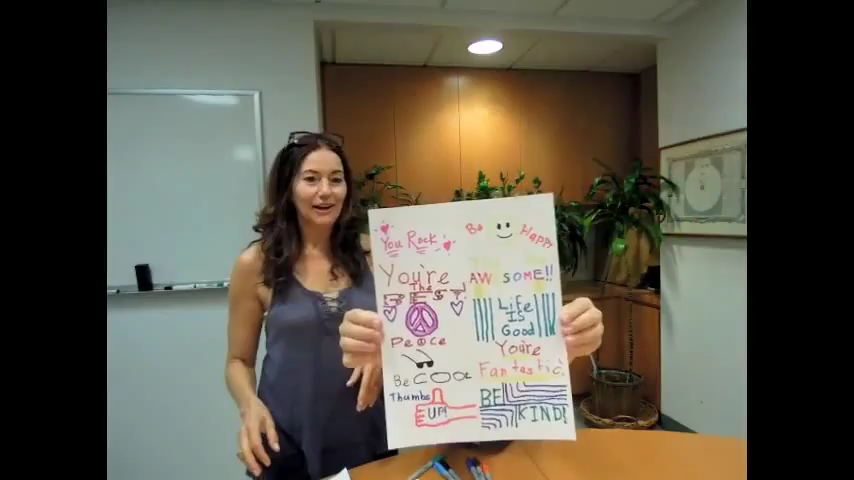 You Rock
Be Happy
You're
The
BEST!
AWESOME!!
Peace
LiFe
IS
Good
Be COOL
You're
Fantastic!
Thumbs
UP!
BE
KIND!